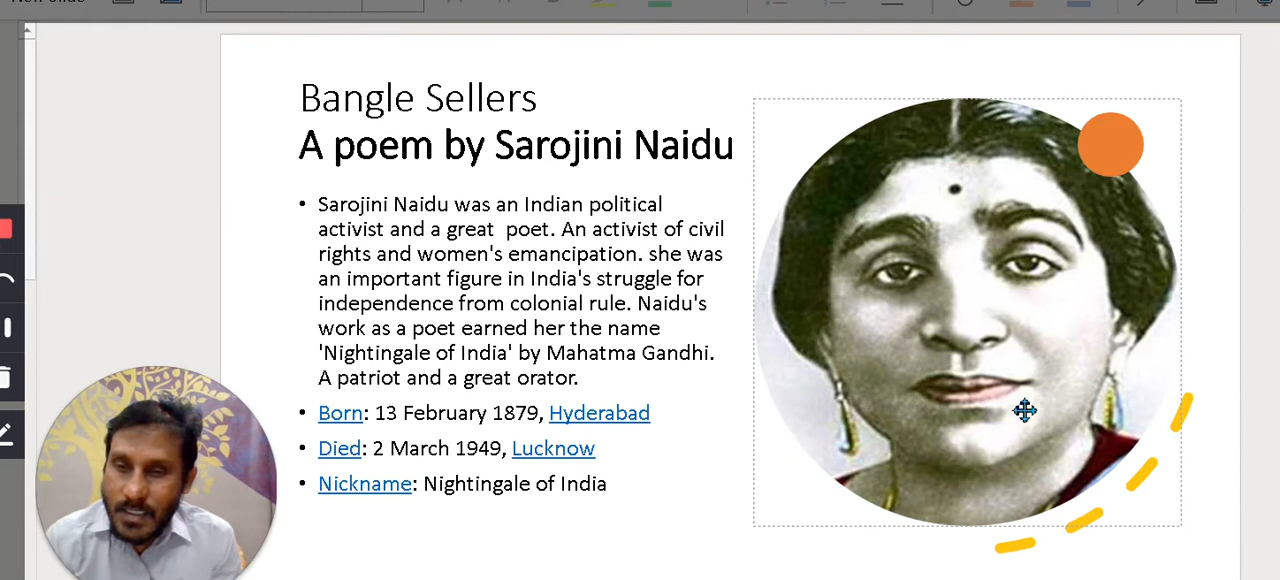 New Slide
Bangle Sellers
A poem by Sarojini Naidu
• Sarojini Naidu was an Indian political
activist and a great  poet. An activist of civil
rights and women's emancipation. she was
an important figure in India's struggle for
independence from colonial rule. Naidu's
work as a poet earned her the name
'Nightingale of India' by Mahatma Gandhi.
A patriot and a great orator.
• Born: 13 February 1879, Hyderabad
• Died: 2 March 1949, Lucknow
• Nickname: Nightingale of India